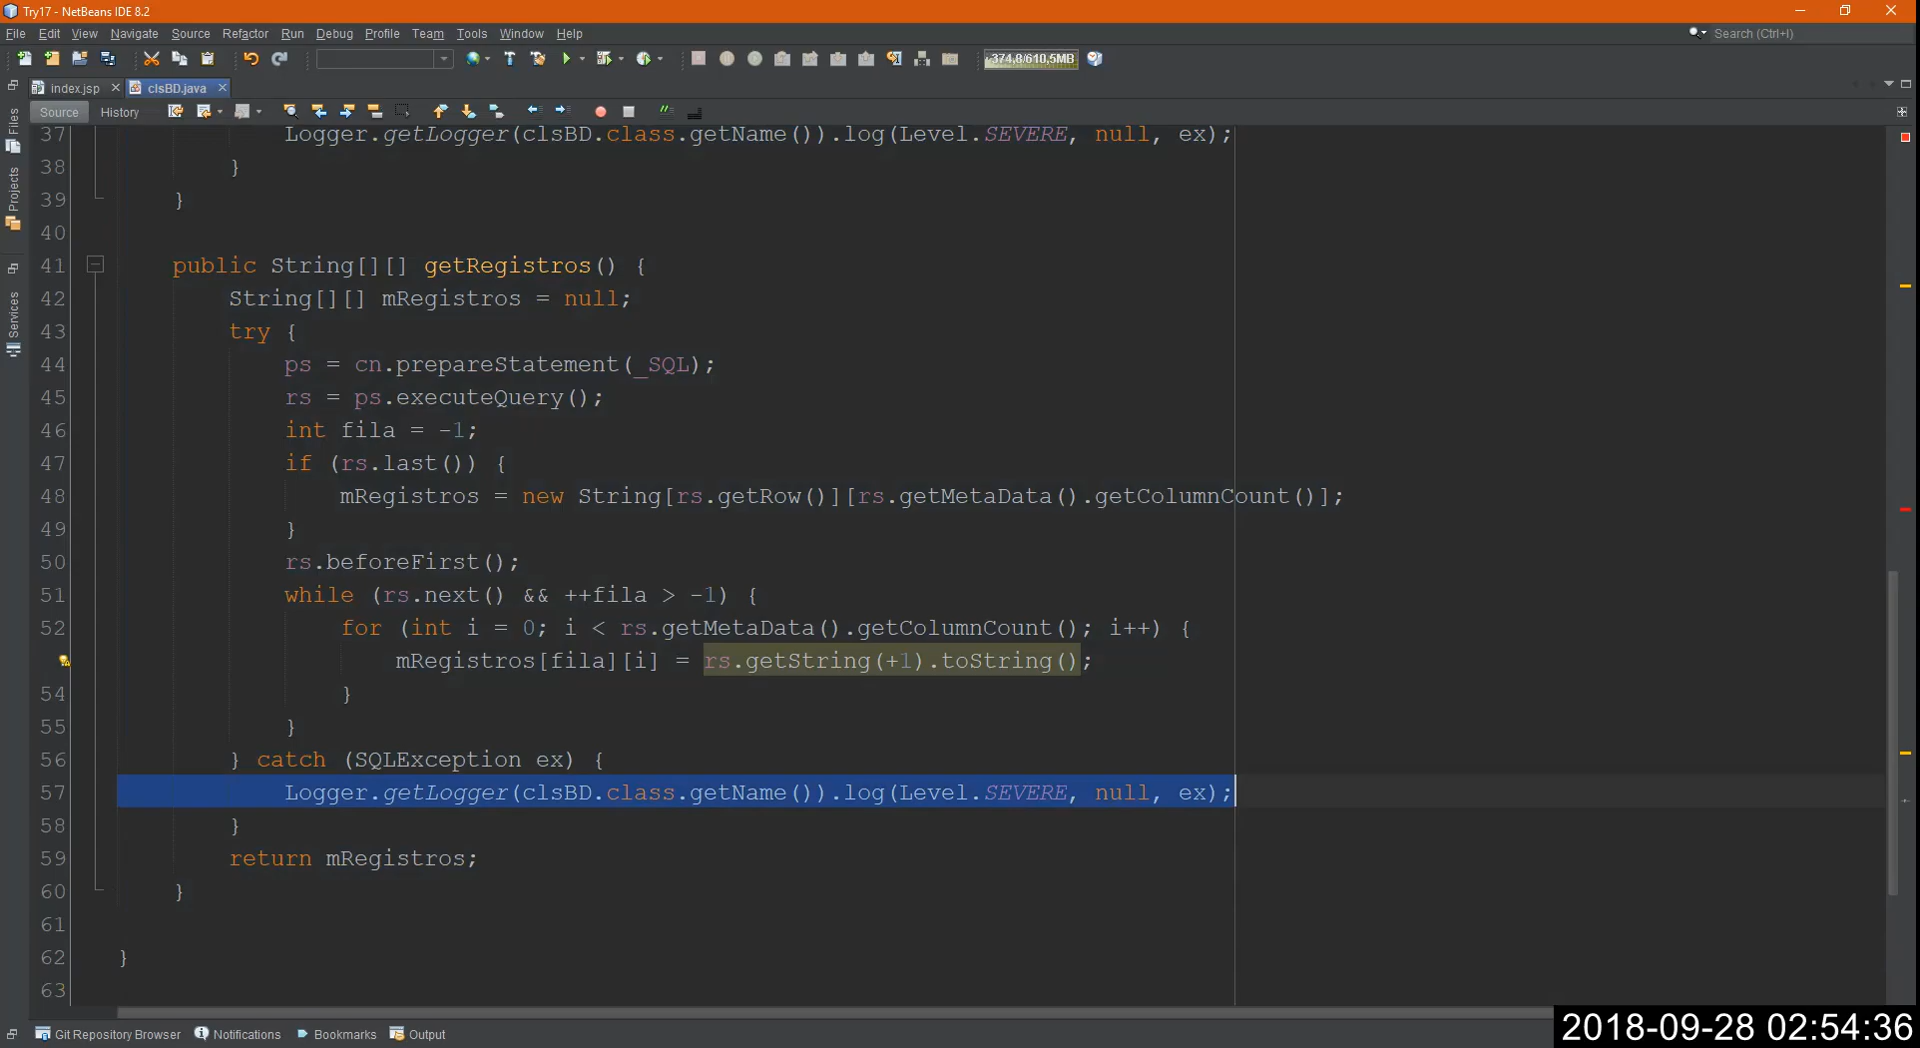 Try17 - NetBeans IDE 8.2
File Edit View Navigate Source Refactor Run Debug Profile Team Tools Window Help
Search (Ctrl+I)
374,8/610,5MB
index.jsp clsBD.java
Source History
Files
Projects
Services
37 Logger.getLogger(clsBD.class.getName()).log(Level.SEVERE, null, ex);
38 }
39 }
40
41 public String[][] getRegistros() {
42 String[][] mRegistros = null;
43 try {
44 ps = cn.prepareStatement(_SQL);
45 rs = ps.executeQuery();
46 int fila = -1;
47 if (rs.last()) {
48 mRegistros = new String[rs.getRow()][rs.getMetaData().getColumnCount()];
49 }
50 rs.beforeFirst();
51 while (rs.next() && ++fila > -1) {
52 for (int i = 0; i < rs.getMetaData().getColumnCount(); i++) {
mRegistros[fila][i] = rs.getString(+1).toString();
54 }
55 }
56 } catch (SQLException ex) {
57 Logger.getLogger(clsBD.class.getName()).log(Level.SEVERE, null, ex);
58 }
59 return mRegistros;
60 }
61
62 }
63
Git Repository Browser Notifications Bookmarks Output
2018-09-28 02:54:36